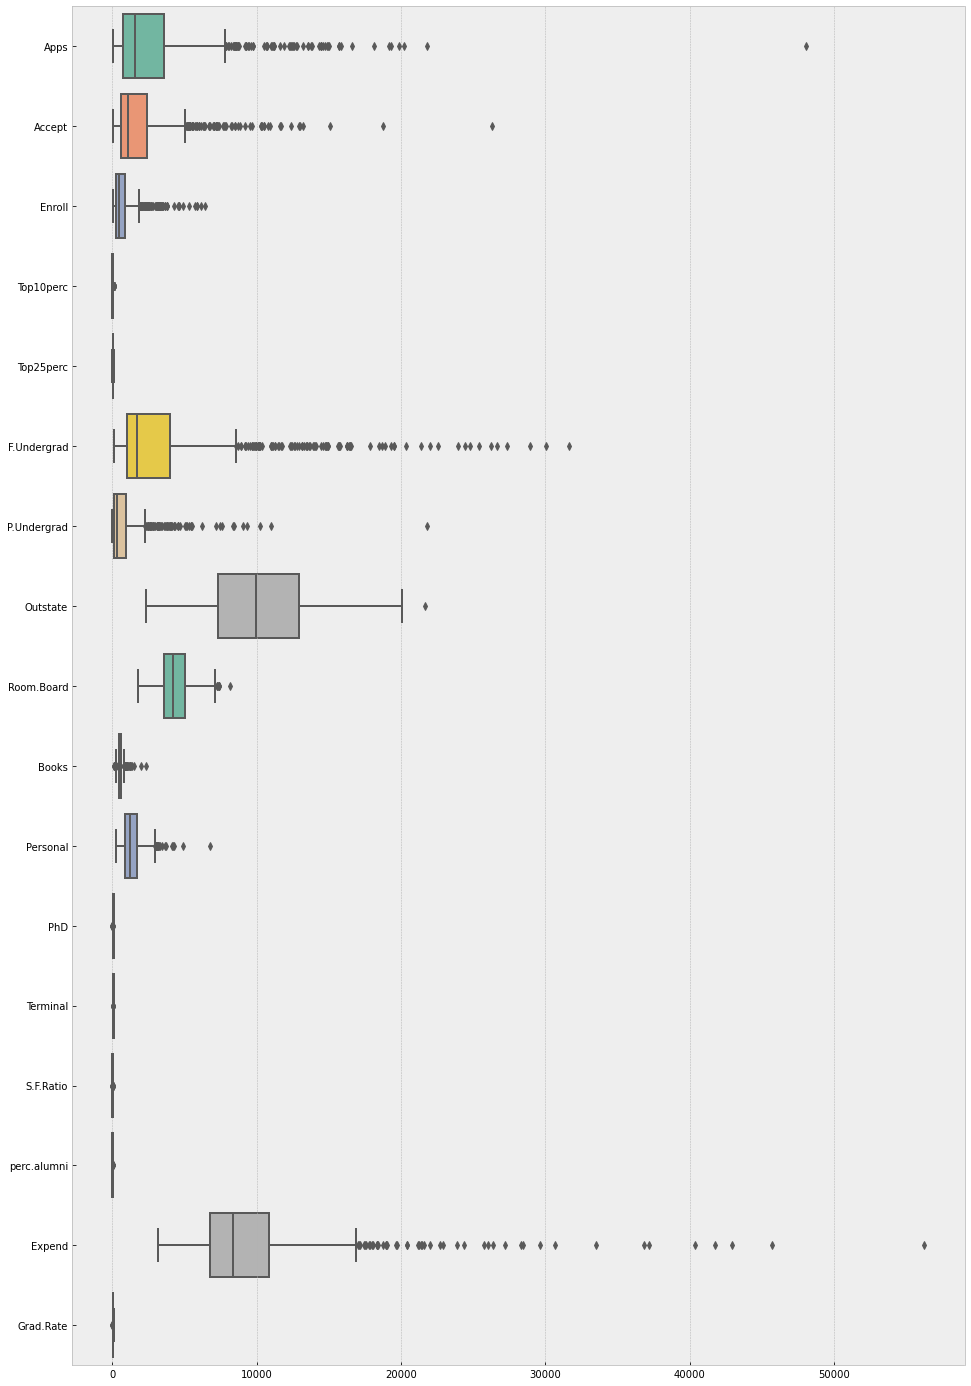 Apps
Accept
Enroll
Top10perc
Top25perc
F.Undergrad
P.Undergrad
Outstate
Room.Board
Books
Personal
PhD
Terminal
S.F.Ratio
perc.alumni
Expend
Grad.Rate
0 10000 20000 30000 40000 50000